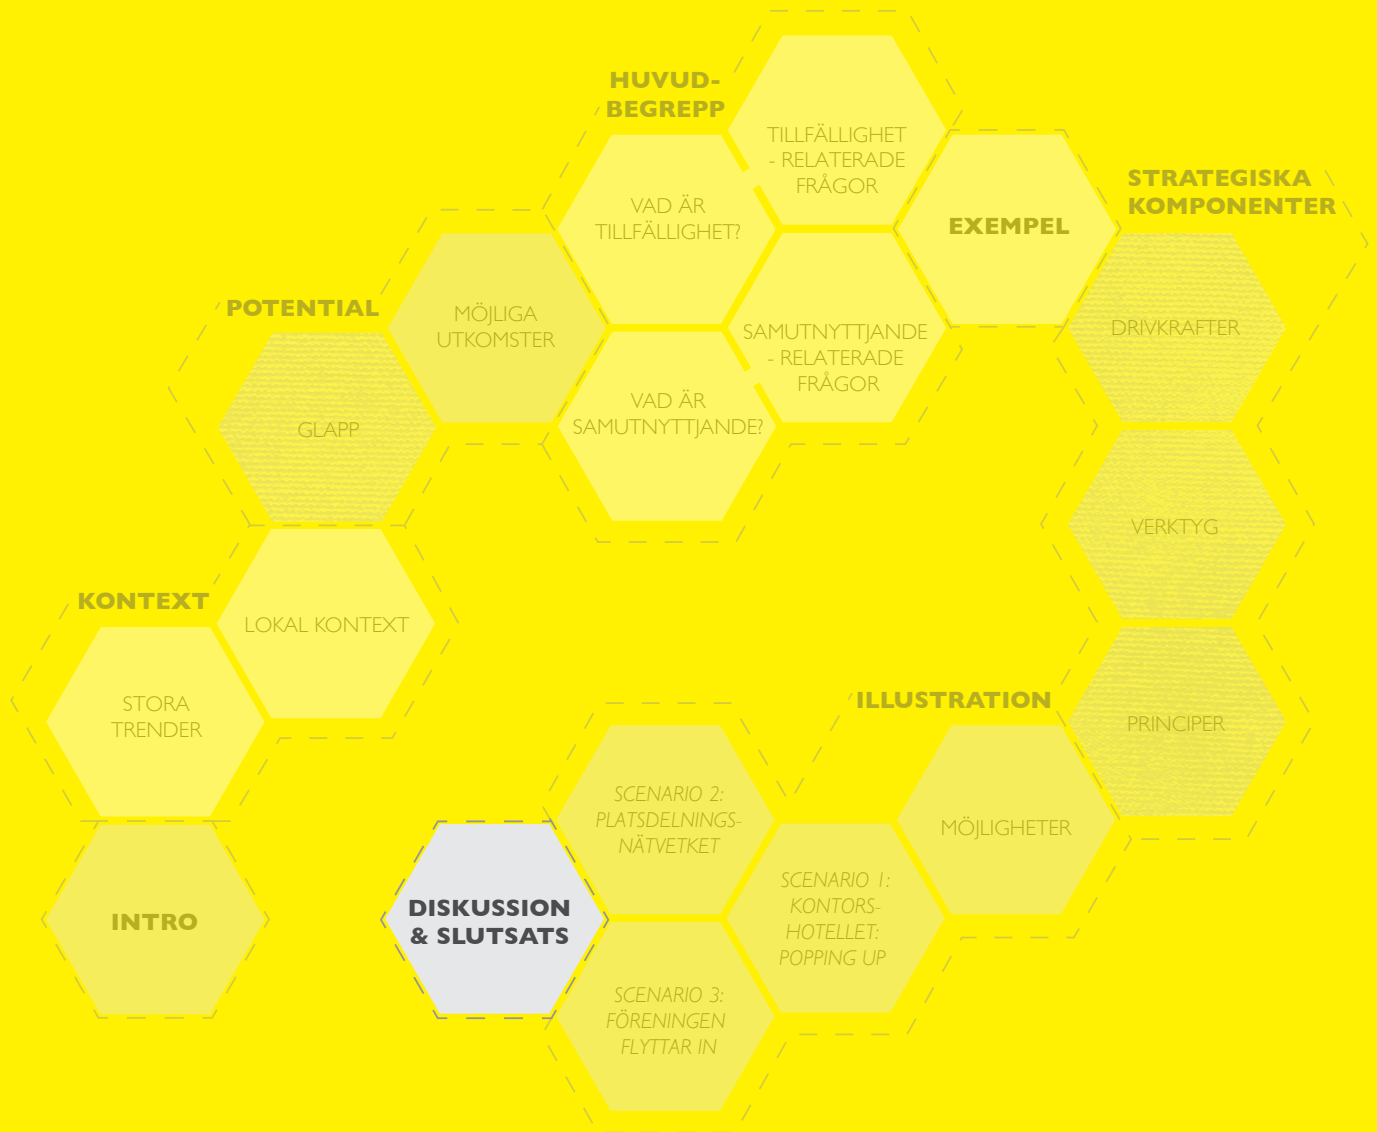 HUVUD-
BEGREPP
TILLFÄLLIGHET
- RELATERADE
FRÅGOR
STRATEGISKA
KOMPONENTER
VAD ÄR
TILLFÄLLIGHET?
EXEMPEL
POTENTIAL
MÖJLIGA
UTKOMSTER
SAMUTNYTTJANDE
- RELATERADE
FRÅGOR
DRIVKRAFTER
GLAPP
VAD ÄR
SAMUTNYTTJANDE?
VERKTYG
KONTEXT
LOKAL KONTEXT
STORA
TRENDER
ILLUSTRATION
PRINCIPER
SCENARIO 2:
PLATSDELNINGS-
NÄTVETKET
MÖJLIGHETER
SCENARIO 1:
KONTORS-
HOTELLET:
POPPING UP
INTRO
DISKUSSION
& SLUTSATS
SCENARIO 3:
FÖRENINGEN
FLYTTAR IN